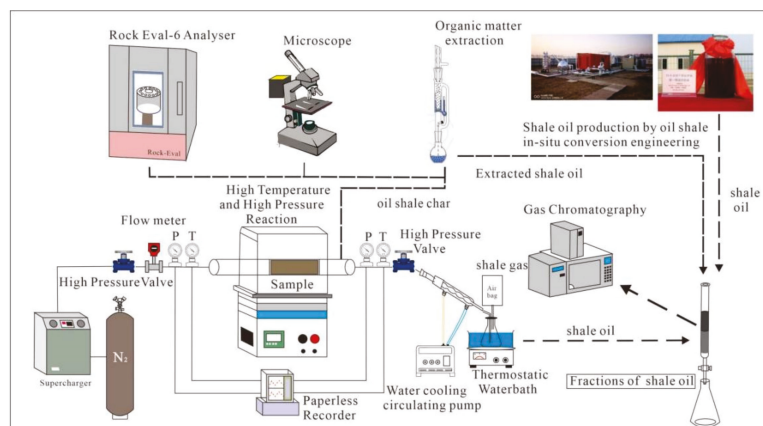 Rock Eval-6 Analyser
Microscope
Organic matter
extraction
Rock-Eval
Shale oil production by oil shale
in-situ conversion engineering
Extracted shale oil
shale
oil
High Temperature
and High Pressure
Reaction
oil shale char
Flow meter
P T
P T
High Pressure
Valve
Gas Chromatography
High Pressure Valve
Sample
shale gas
Air
bag
shale oil
N₂
Supercharger
Paperless
Recorder
Water cooling
circulating pump
Thermostatic
Waterbath
Fractions of shale oil